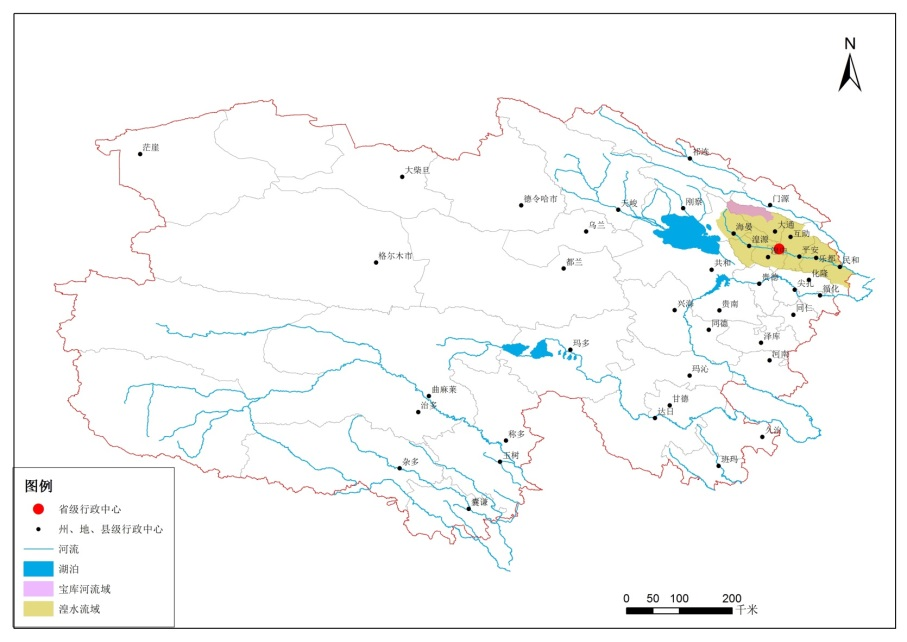 N
祁连
茫崖
大柴旦
德令哈市
天峻
刚察
门源
乌兰
海晏
大通
互助
湟源
平安
乐都
民和
格尔木市
都兰
共和
化隆
贵德
尖扎
循化
兴海
贵南
同仁
同德
泽库
玛多
河南
玛沁
曲麻莱
治多
甘德
达日
久治
称多
玉树
杂多
班玛
囊谦
图例
省级行政中心
州、地、县级行政中心
河流
湖泊
宝库河流域
湟水流域
0 50 100 200
千米